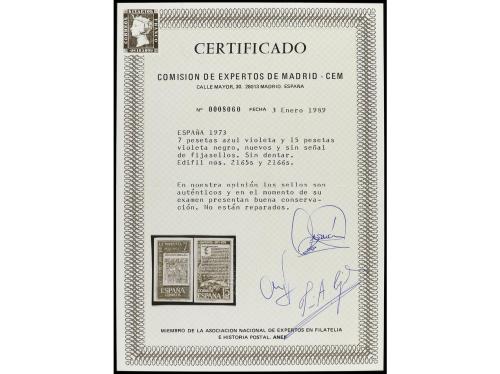 CERTIFICADO
COMISION DE EXPERTOS DE MADRID - CEM
CALLE MAYOR, 30. 28013 MADRID. ESPAÑA
Nº 0008060 FECHA 3 Enero 1989
ESPAÑA 1973
7 pesetas azul violeta y 15 pesetas
violeta negro, nuevos y sin señal
de fijasellos. Sin dentar.
Edifil nos. 2165s y 2166s.
En nuestra opinión los sellos son
auténticos y en el momento de su
examen presentan buena conserva-
ción. No están reparados.
7
ESPAÑA
ESPAÑA
15
MIEMBRO DE LA ASOCIACION NACIONAL DE EXPERTOS EN FILATELIA
E HISTORIA POSTAL. ANEF